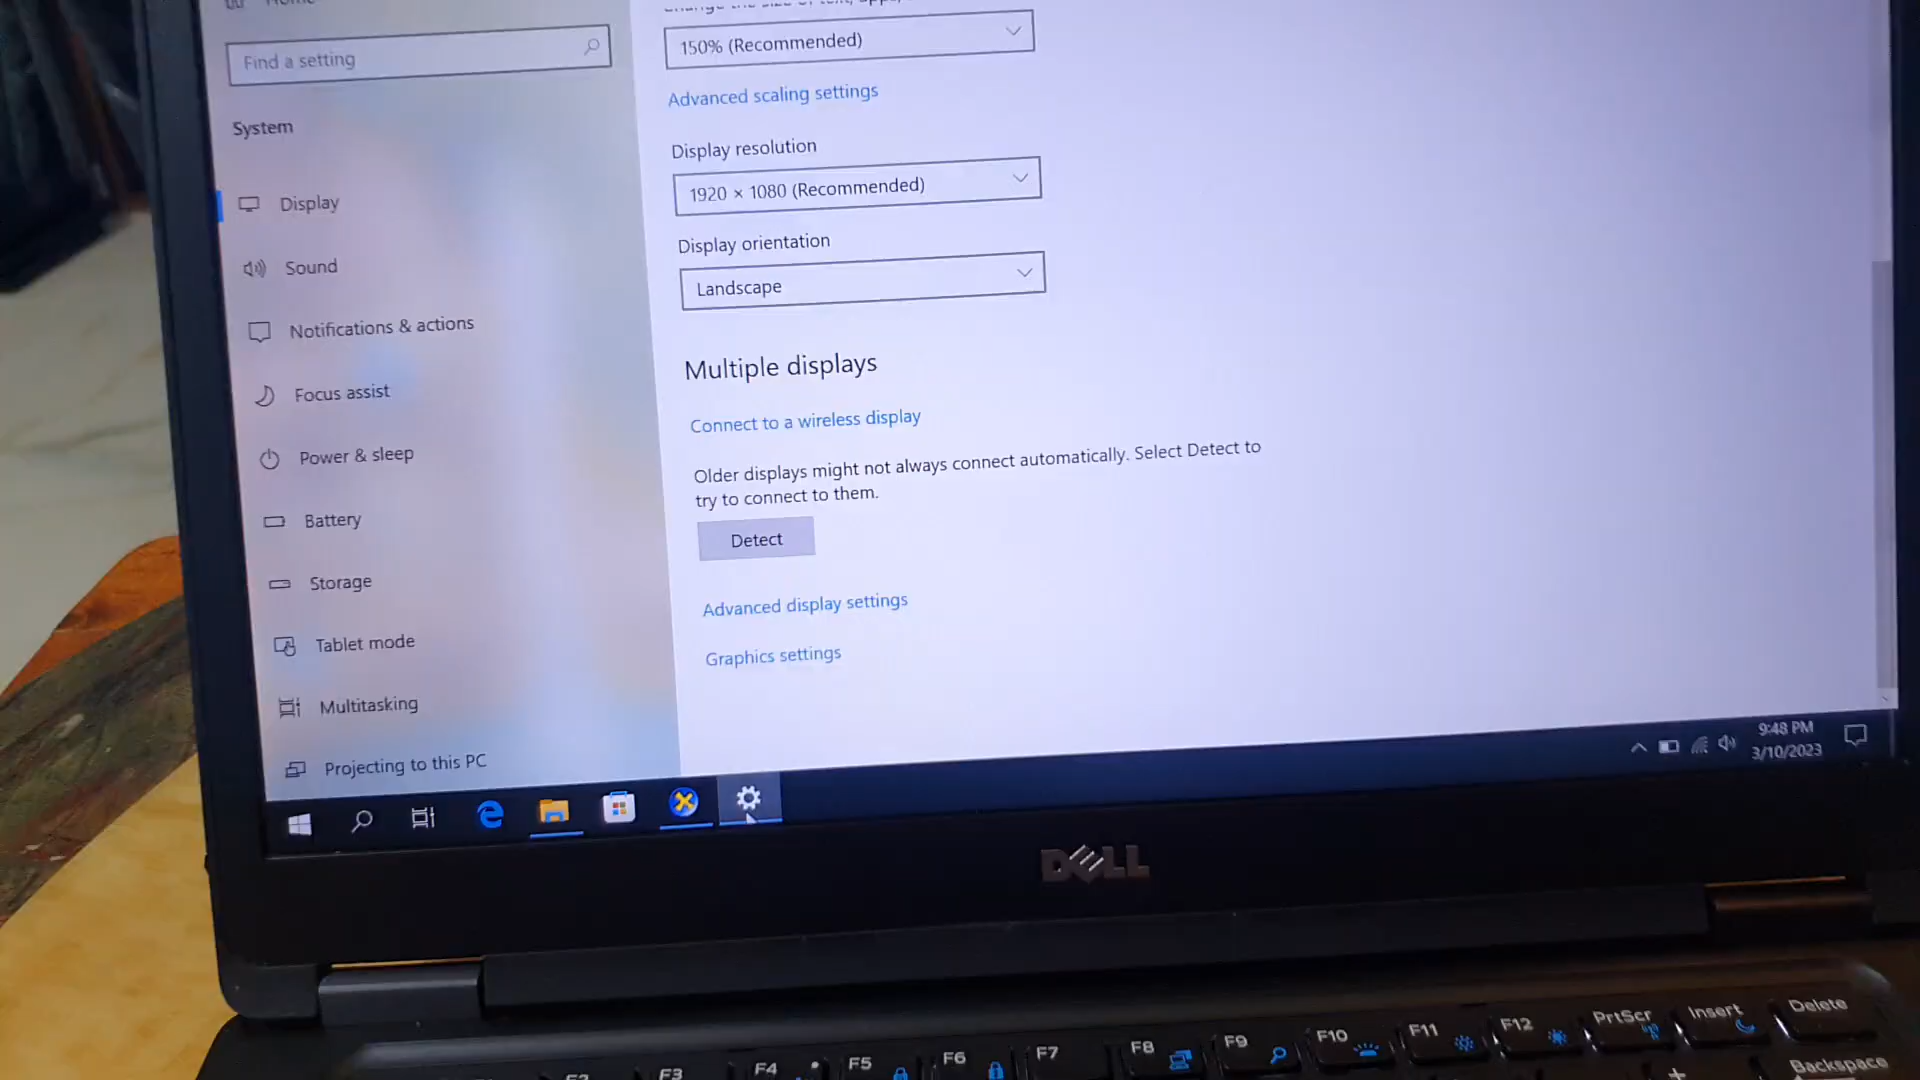 Home
Find a setting
System
Display
Sound
Notifications & actions
Focus assist
Power & sleep
Battery
Storage
Tablet mode
Multitasking
Projecting to this PC
150% (Recommended)
Advanced scaling settings
Display resolution
1920 × 1080 (Recommended)
Display orientation
Landscape
Multiple displays
Connect to a wireless display
Older displays might not always connect automatically. Select Detect to
try to connect to them.
Detect
Advanced display settings
Graphics settings
9:48 PM
3/10/2023
DELL
F3 F4 F5 F6 F7 F8 F9 F10 F11 F12 PrtScr Insert Delete
Backspace